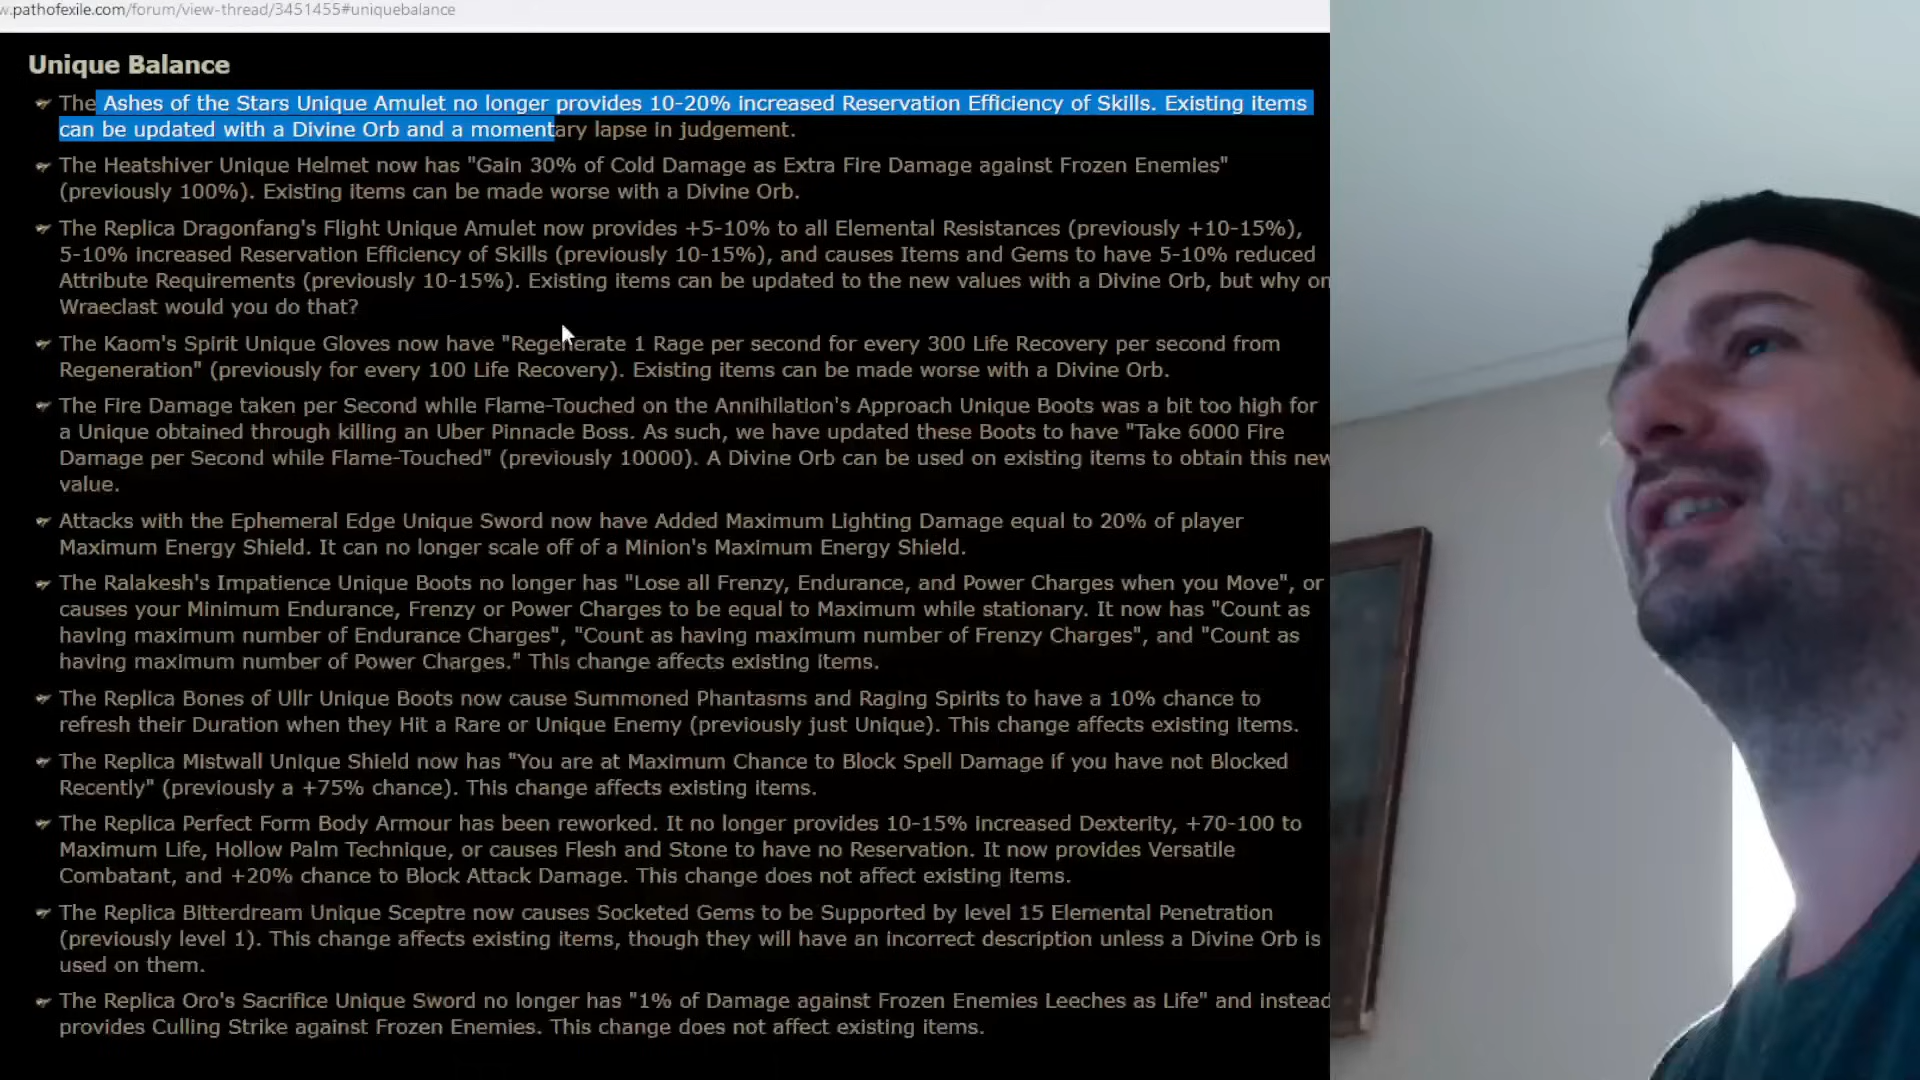 w.pathofexile.com/forum/view-thread/3451455#uniquebalance
Unique Balance
The Ashes of the Stars Unique Amulet no longer provides 10-20% increased Reservation Efficiency of Skills. Existing items
can be updated with a Divine Orb and a momentary lapse in judgement.
The Heatshiver Unique Helmet now has "Gain 30% of Cold Damage as Extra Fire Damage against Frozen Enemies"
(previously 100%). Existing items can be made worse with a Divine Orb.
The Replica Dragonfang's Flight Unique Amulet now provides +5-10% to all Elemental Resistances (previously +10-15%),
5-10% increased Reservation Efficiency of Skills (previously 10-15%), and causes Items and Gems to have 5-10% reduced
Attribute Requirements (previously 10-15%). Existing items can be updated to the new values with a Divine Orb, but why on
Wraeclast would you do that?
The Kaom's Spirit Unique Gloves now have "Regenerate 1 Rage per second for every 300 Life Recovery per second from
Regeneration" (previously for every 100 Life Recovery). Existing items can be made worse with a Divine Orb.
The Fire Damage taken per Second while Flame-Touched on the Annihilation's Approach Unique Boots was a bit too high for
a Unique obtained through killing an Uber Pinnacle Boss. As such, we have updated these Boots to have "Take 6000 Fire
Damage per Second while Flame-Touched" (previously 10000). A Divine Orb can be used on existing items to obtain this new
value.
Attacks with the Ephemeral Edge Unique Sword now have Added Maximum Lighting Damage equal to 20% of player
Maximum Energy Shield. It can no longer scale off of a Minion's Maximum Energy Shield.
The Ralakesh's Impatience Unique Boots no longer has "Lose all Frenzy, Endurance, and Power Charges when you Move", or
causes your Minimum Endurance, Frenzy or Power Charges to be equal to Maximum while stationary. It now has "Count as
having maximum number of Endurance Charges", "Count as having maximum number of Frenzy Charges", and "Count as
having maximum number of Power Charges." This change affects existing items.
The Replica Bones of Ullr Unique Boots now cause Summoned Phantasms and Raging Spirits to have a 10% chance to
refresh their Duration when they Hit a Rare or Unique Enemy (previously just Unique). This change affects existing items.
The Replica Mistwall Unique Shield now has "You are at Maximum Chance to Block Spell Damage if you have not Blocked
Recently" (previously a +75% chance). This change affects existing items.
The Replica Perfect Form Body Armour has been reworked. It no longer provides 10-15% increased Dexterity, +70-100 to
Maximum Life, Hollow Palm Technique, or causes Flesh and Stone to have no Reservation. It now provides Versatile
Combatant, and +20% chance to Block Attack Damage. This change does not affect existing items.
The Replica Bitterdream Unique Sceptre now causes Socketed Gems to be Supported by level 15 Elemental Penetration
(previously level 1). This change affects existing items, though they will have an incorrect description unless a Divine Orb is
used on them.
The Replica Oro's Sacrifice Unique Sword no longer has "1% of Damage against Frozen Enemies Leeches as Life" and instead
provides Culling Strike against Frozen Enemies. This change does not affect existing items.